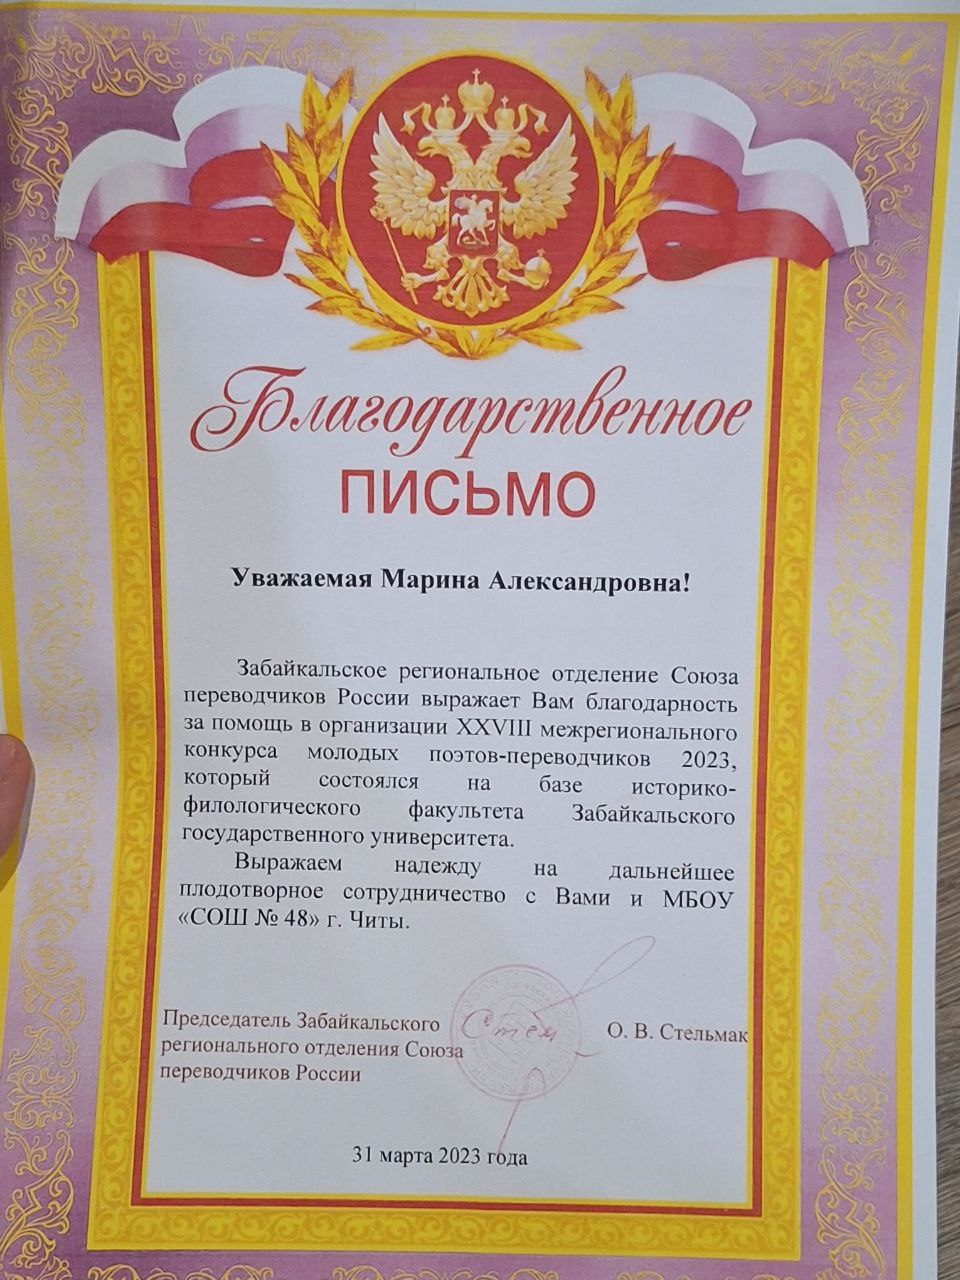 Благодарственное
ПИСЬМО
Уважаемая Марина Александровна!
Забайкальское региональное отделение Союза
переводчиков России выражает Вам благодарность
за помощь в организации XXVIII межрегионального
конкурса молодых поэтов-переводчиков 2023,
который состоялся на базе историко-
филологического факультета Забайкальского
государственного университета.
Выражаем надежду на дальнейшее
плодотворное сотрудничество с Вами и МБОУ
«СОШ № 48» г. Читы.
Председатель Забайкальского
регионального отделения Союза
переводчиков России
О. В. Стельмак
31 марта 2023 года